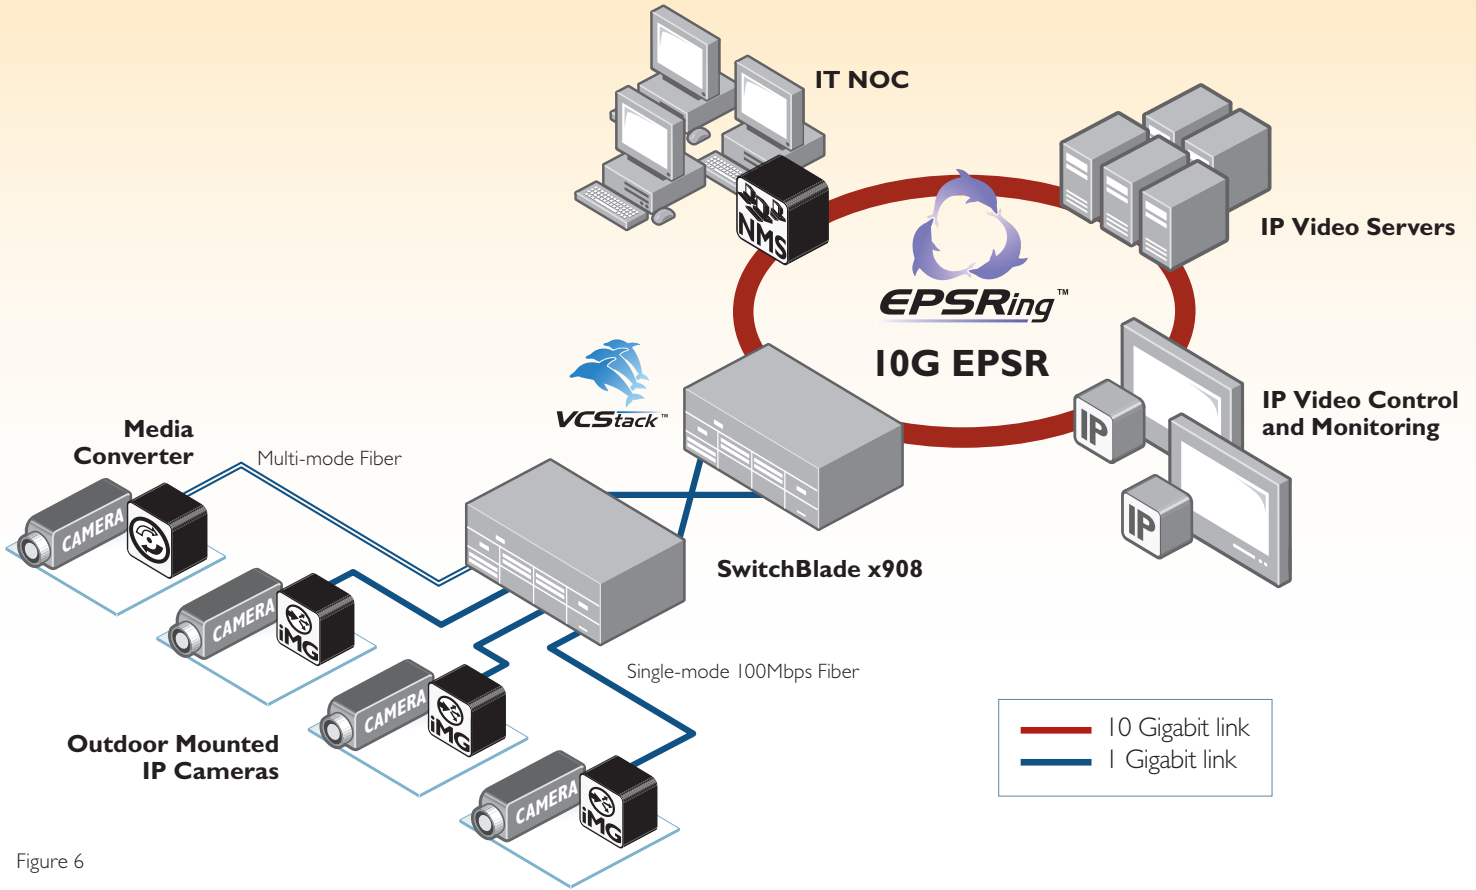 IT NOC
NMS
IP Video Servers
EPSRing™
10G EPSR
VCStack™
IP Video Control
and Monitoring
IP
IP
Media
Converter
Multi-mode Fiber
CAMERA
SwitchBlade x908
CAMERA
iMG
Single-mode 100Mbps Fiber
CAMERA
iMG
Outdoor Mounted
IP Cameras
CAMERA
iMG
10 Gigabit link
1 Gigabit link
Figure 6